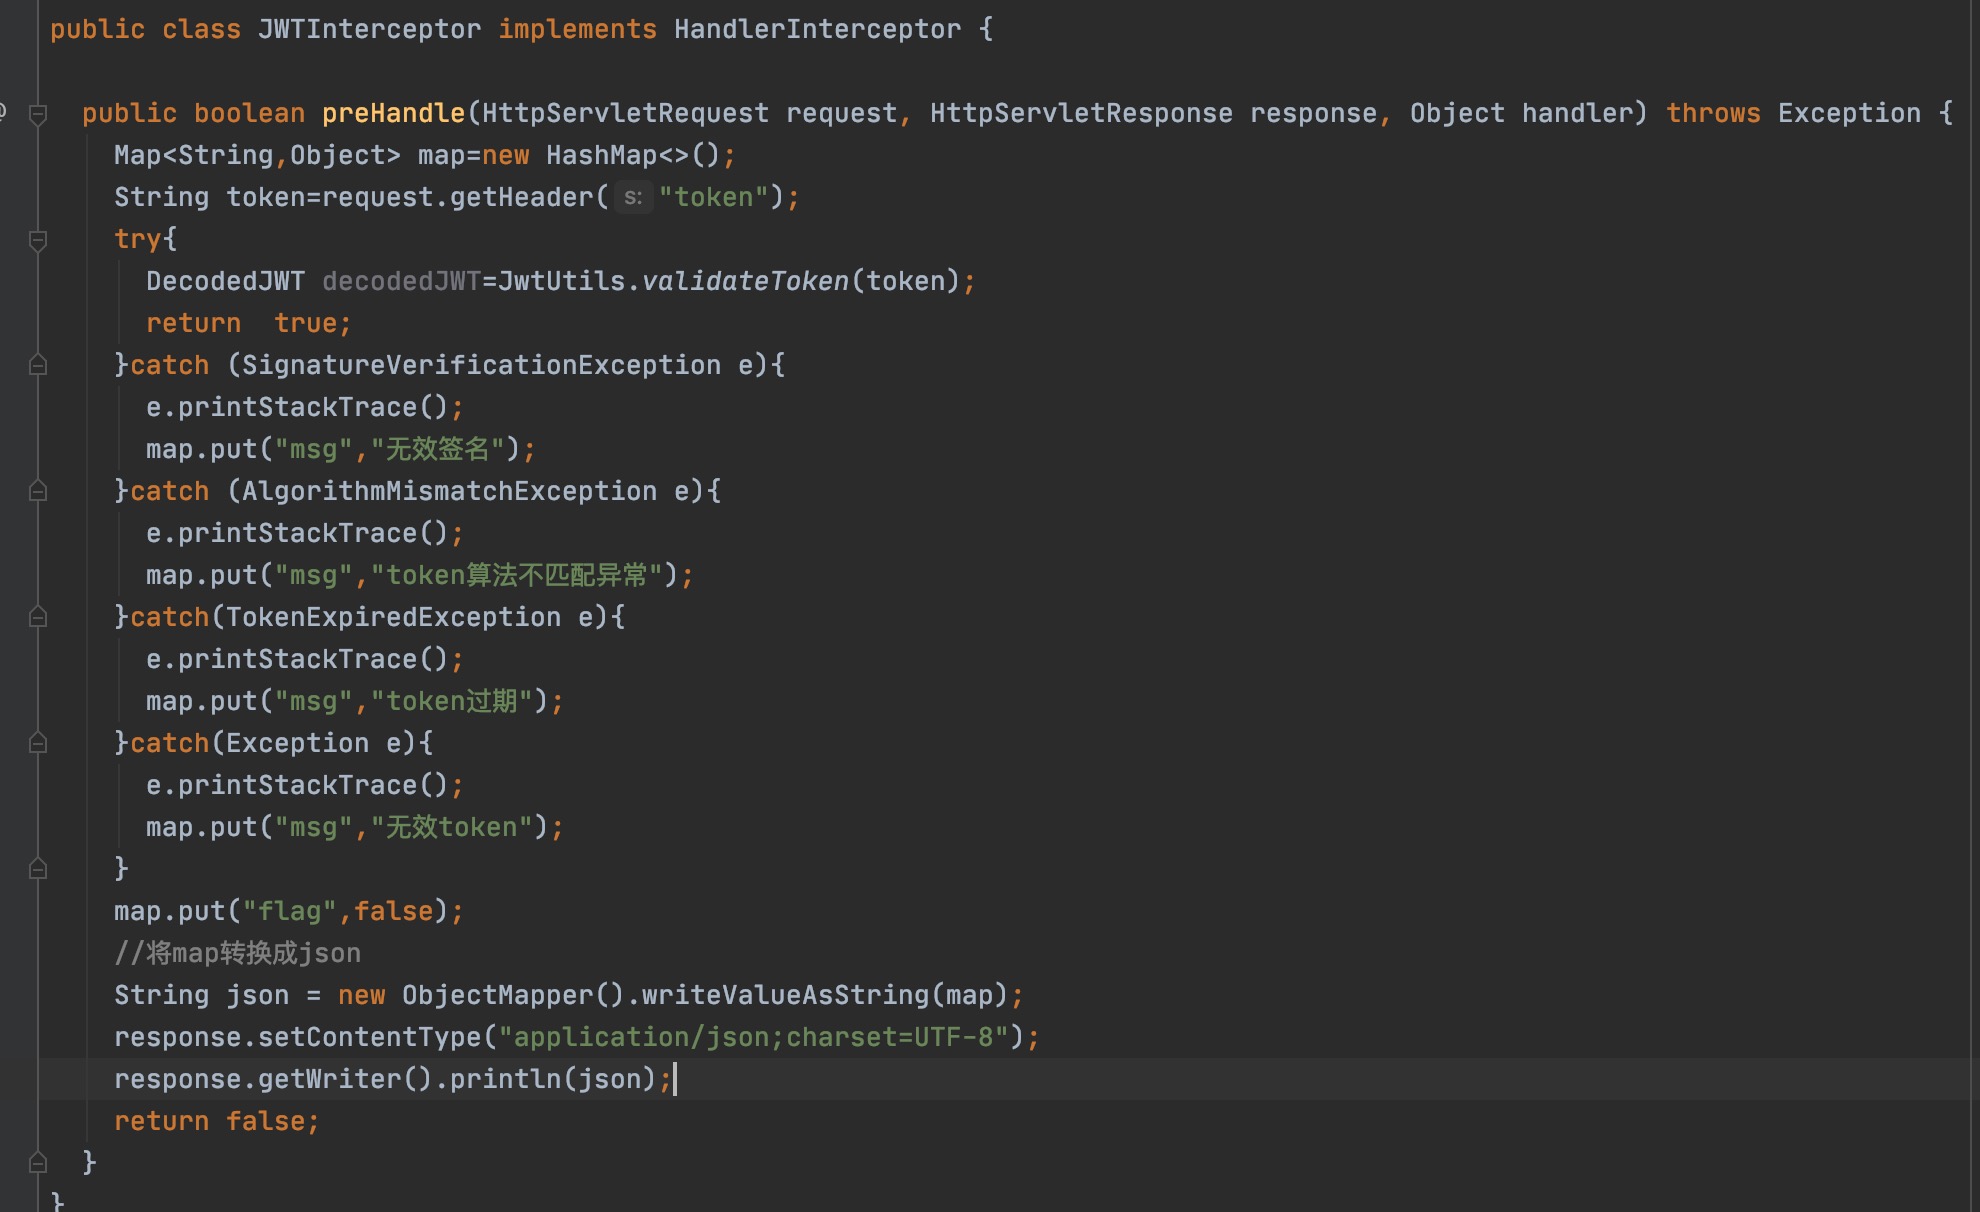 public class JWTInterceptor implements HandlerInterceptor {
public boolean preHandle(HttpServletRequest request, HttpServletResponse response, Object handler) throws Exception {
Map<String,Object> map=new HashMap<>();
String token=request.getHeader( s: "token");
try{
DecodedJWT decodedJWT=JwtUtils.validateToken(token);
return  true;
}catch (SignatureVerificationException e){
e.printStackTrace();
map.put("msg","无效签名");
}catch (AlgorithmMismatchException e){
e.printStackTrace();
map.put("msg","token算法不匹配异常");
}catch(TokenExpiredException e){
e.printStackTrace();
map.put("msg","token过期");
}catch(Exception e){
e.printStackTrace();
map.put("msg","无效token");
}
map.put("flag",false);
//将map转换成json
String json = new ObjectMapper().writeValueAsString(map);
response.setContentType("application/json;charset=UTF-8");
response.getWriter().println(json);
return false;
}
}